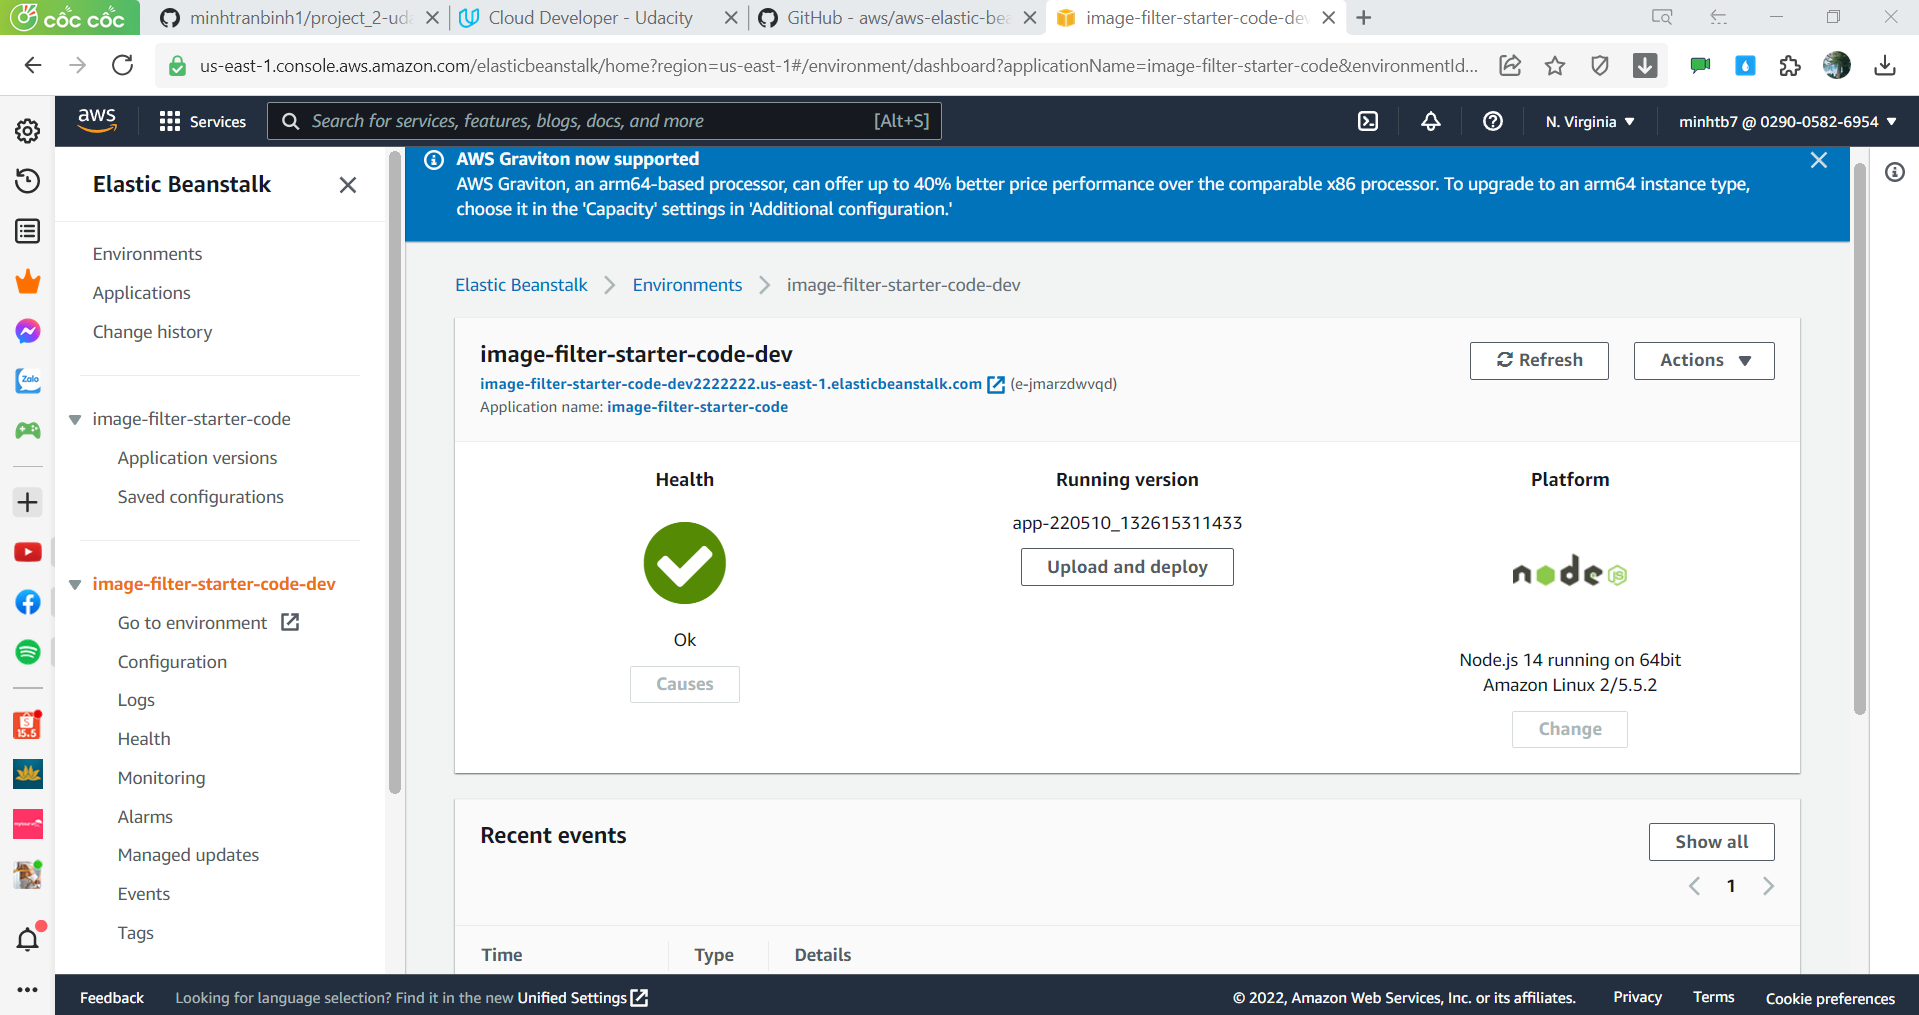 cốc cốc
minhtranbinh1/project_2-uda
Cloud Developer - Udacity
GitHub - aws/aws-elastic-bea
image-filter-starter-code-dev
us-east-1.console.aws.amazon.com/elasticbeanstalk/home?region=us-east-1#/environment/dashboard?applicationName=image-filter-starter-code&environmentId...
aws
Services
Search for services, features, blogs, docs, and more
[Alt+S]
N. Virginia
minhtb7 @ 0290-0582-6954
Elastic Beanstalk
Environments
Applications
Change history
image-filter-starter-code
Application versions
Saved configurations
image-filter-starter-code-dev
Go to environment
Configuration
Logs
Health
Monitoring
Alarms
Managed updates
Events
Tags
Zalo
15.5
AWS Graviton now supported
AWS Graviton, an arm64-based processor, can offer up to 40% better price performance over the comparable x86 processor. To upgrade to an arm64 instance type,
choose it in the 'Capacity' settings in 'Additional configuration.'
Elastic Beanstalk
Environments
image-filter-starter-code-dev
image-filter-starter-code-dev
image-filter-starter-code-dev2222222.us-east-1.elasticbeanstalk.com (e-jmarzdwvqd)
Application name: image-filter-starter-code
Refresh
Actions
Health
Ok
Causes
Running version
app-220510_132615311433
Upload and deploy
Platform
node JS
Node.js 14 running on 64bit
Amazon Linux 2/5.5.2
Change
Recent events
Show all
1
Time
Type
Details
Feedback
Looking for language selection? Find it in the new Unified Settings
© 2022, Amazon Web Services, Inc. or its affiliates.
Privacy
Terms
Cookie preferences